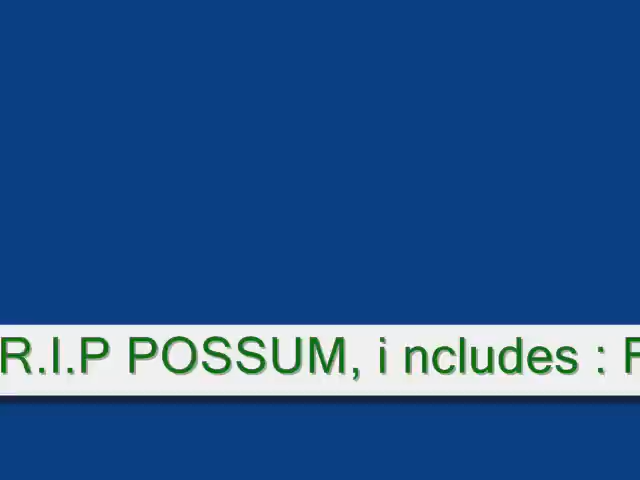 R.I.P POSSUM, i ncludes :